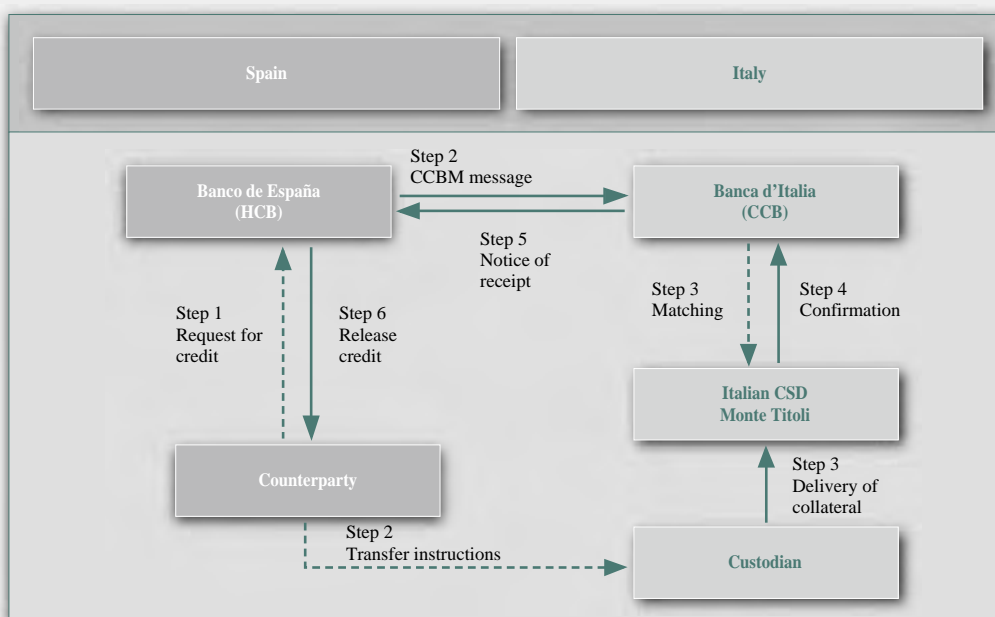 Spain
Italy
Step 2
CCBM message
Banco de España
(HCB)
Banca d’Italia
(CCB)
Step 5
Notice of
receipt
Step 1
Request for
credit
Step 6
Release
credit
Step 3
Matching
Step 4
Confirmation
Italian CSD
Monte Titoli
Counterparty
Step 3
Delivery of
collateral
Step 2
Transfer instructions
Custodian